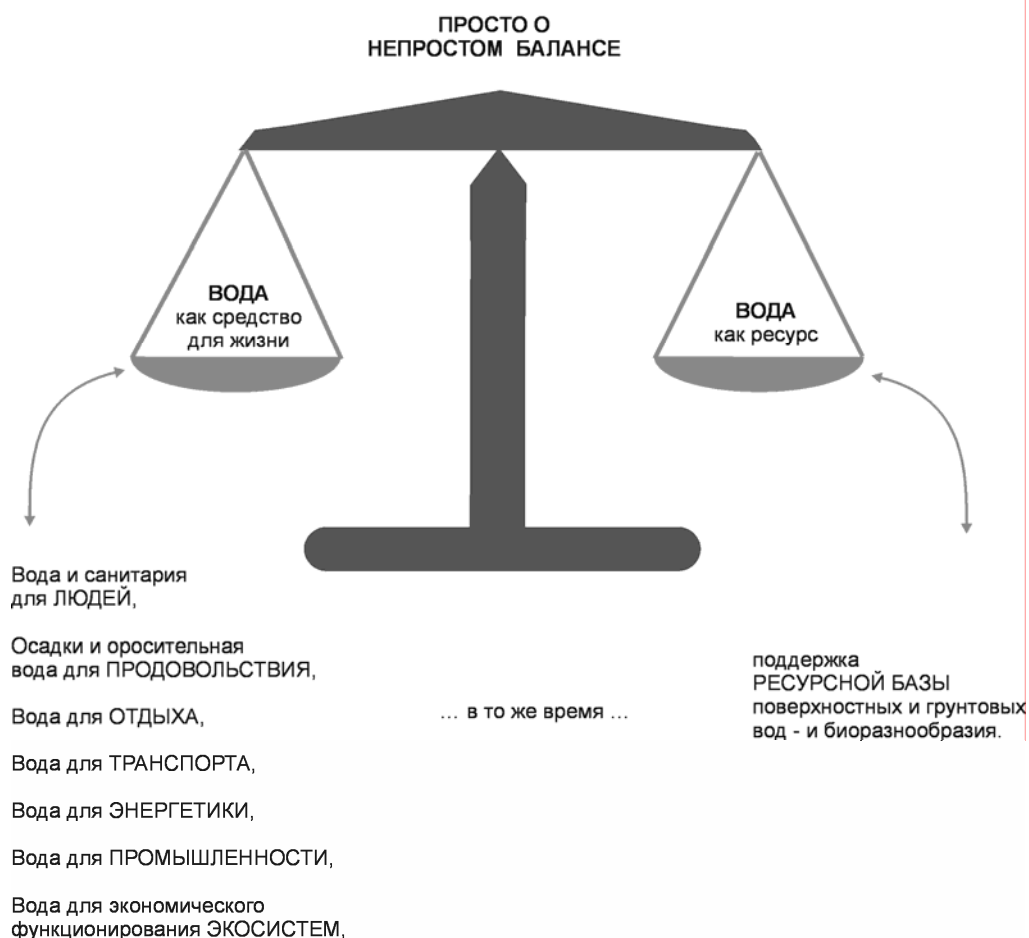 ПРОСТО О
НЕПРОСТОМ БАЛАНСЕ
ВОДА
как средство
для жизни
ВОДА
как ресурс
Вода и санитария
для ЛЮДЕЙ,
Осадки и оросительная
вода для ПРОДОВОЛЬСТВИЯ,
Вода для ОТДЫХА,
Вода для ТРАНСПОРТА,
Вода для ЭНЕРГЕТИКИ,
Вода для ПРОМЫШЛЕННОСТИ,
Вода для экономического
функционирования ЭКОСИСТЕМ,
... в то же время ...
поддержка
РЕСУРСНОЙ БАЗЫ
поверхностных и грунтовых
вод - и биоразнообразия.